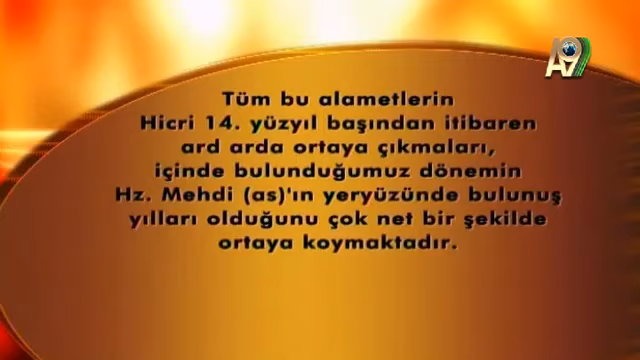 A9
Tüm bu alametlerin
Hicri 14. yüzyıl başından itibaren
ard arda ortaya çıkmaları,
içinde bulunduğumuz dönemin
Hz. Mehdi (as)'ın yeryüzünde bulunuş
yılları olduğunu çok net bir şekilde
ortaya koymaktadır.